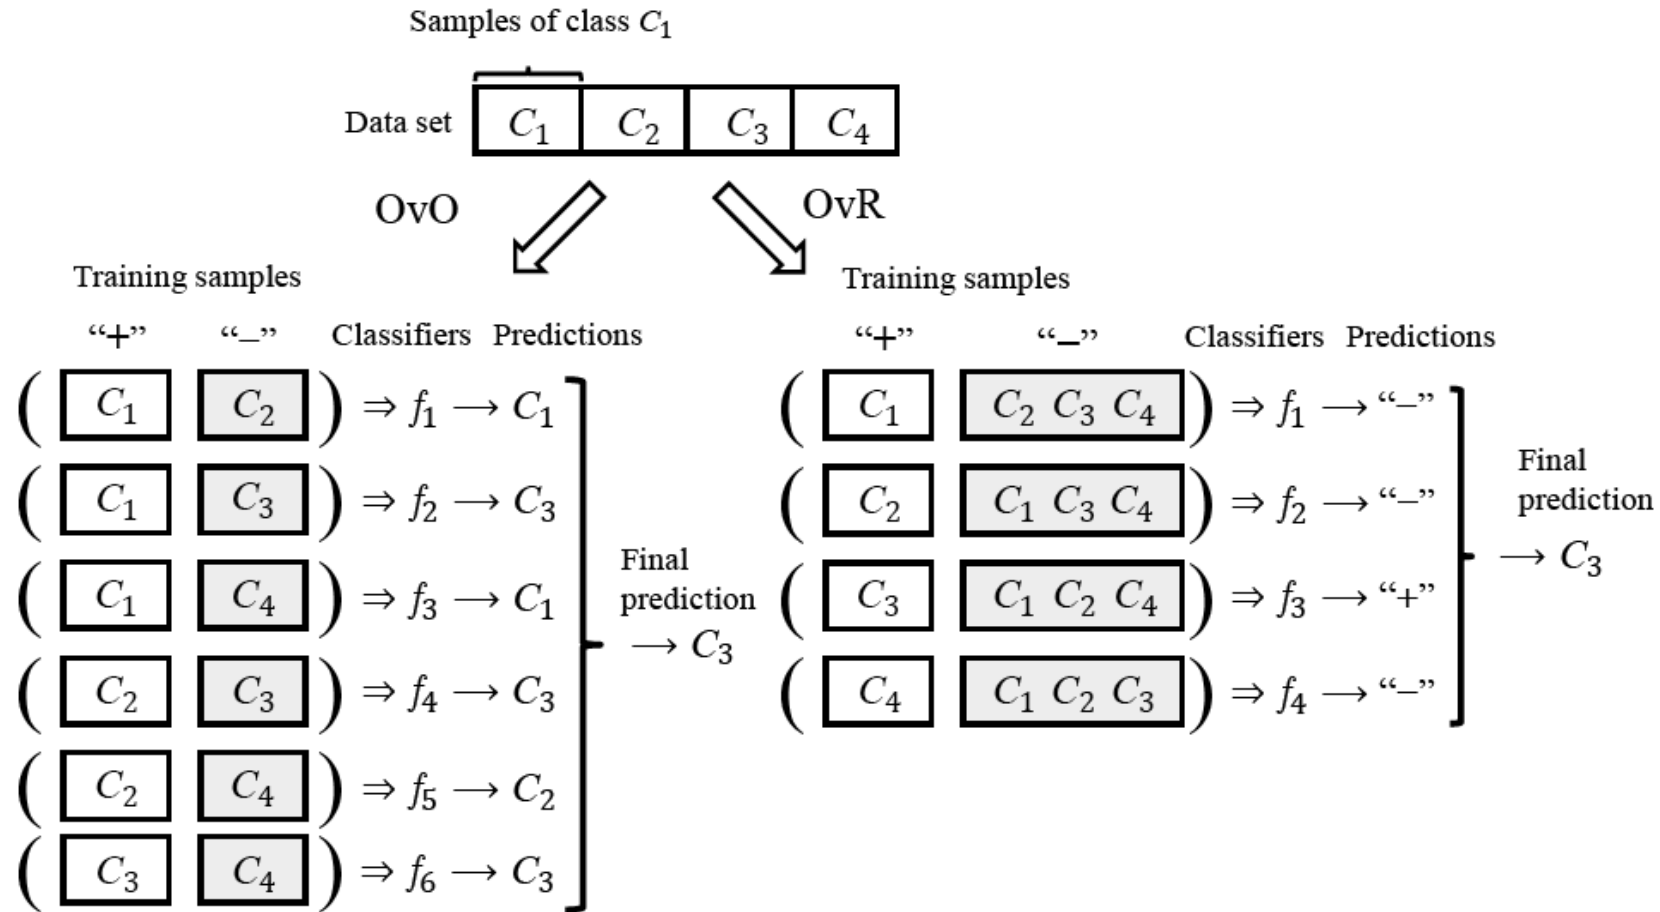 Samples of class C₁
Data set C₁ C₂ C₃ C₄
OvO
OvR
Training samples
“+” “–” Classifiers Predictions
( C₁ C₂ ) ⇒ f₁ ⟶ C₁
( C₁ C₃ ) ⇒ f₂ ⟶ C₃
( C₁ C₄ ) ⇒ f₃ ⟶ C₁
( C₂ C₃ ) ⇒ f₄ ⟶ C₃
( C₂ C₄ ) ⇒ f₅ ⟶ C₂
( C₃ C₄ ) ⇒ f₆ ⟶ C₃
Final
prediction
⟶ C₃
Training samples
“+” “–” Classifiers Predictions
( C₁ C₂ C₃ C₄ ) ⇒ f₁ ⟶ “–”
( C₂ C₁ C₃ C₄ ) ⇒ f₂ ⟶ “–”
( C₃ C₁ C₂ C₄ ) ⇒ f₃ ⟶ “+”
( C₄ C₁ C₂ C₃ ) ⇒ f₄ ⟶ “–”
Final
prediction
⟶ C₃